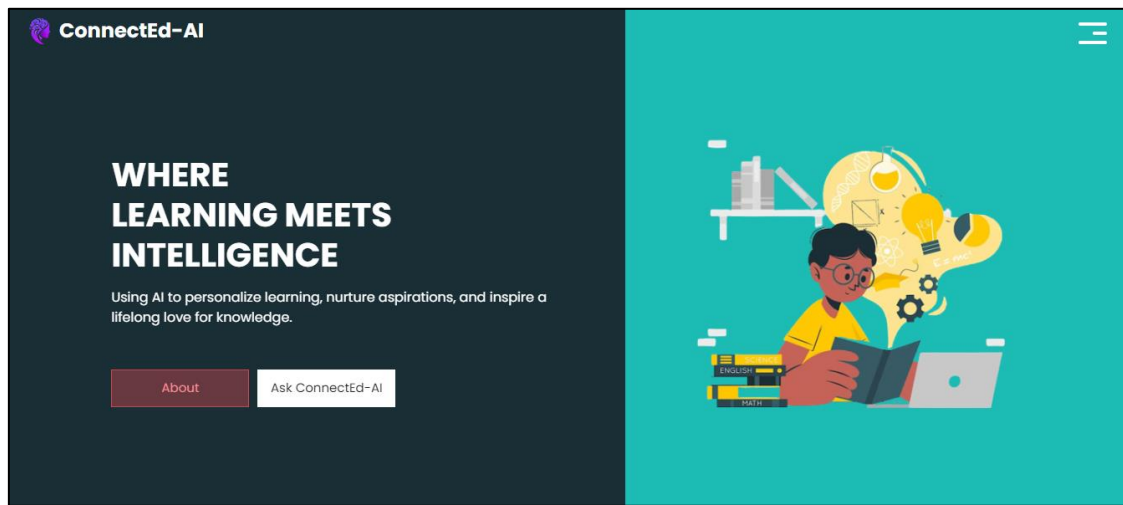 ConnectEd-AI
WHERE
LEARNING MEETS
INTELLIGENCE
Using AI to personalize learning, nurture aspirations, and inspire a
lifelong love for knowledge.
About
Ask ConnectEd-AI
SCIENCE
ENGLISH
MATH